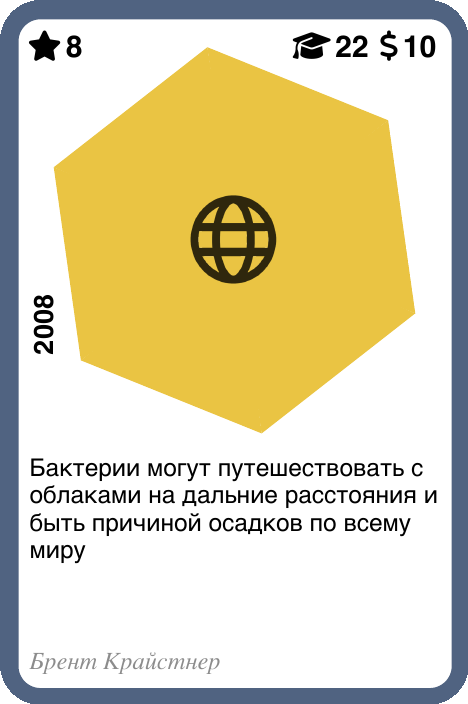 8
22 $ 10
2008
Бактерии могут путешествовать с
облаками на дальние расстояния и
быть причиной осадков по всему
миру
Брент Крайстнер